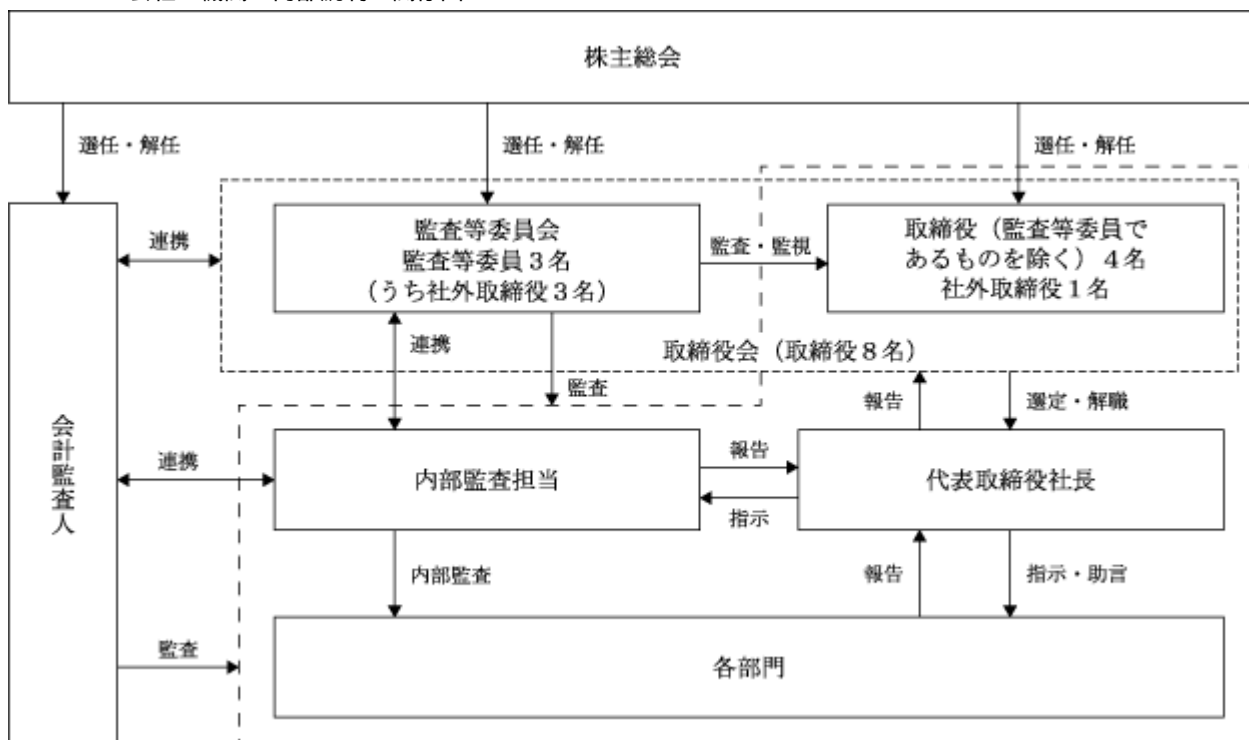 株主総会
選任・解任
選任・解任
選任・解任
連携
監査等委員会
監査等委員3名
(うち社外取締役3名)
監査・監視
取締役(監査等委員で
あるものを除く)4名
社外取締役1名
連携
取締役会(取締役8名)
監査
報告
選定・解職
会計監査人
連携
内部監査担当
報告
指示
代表取締役社長
内部監査
報告
指示・助言
監査
各部門